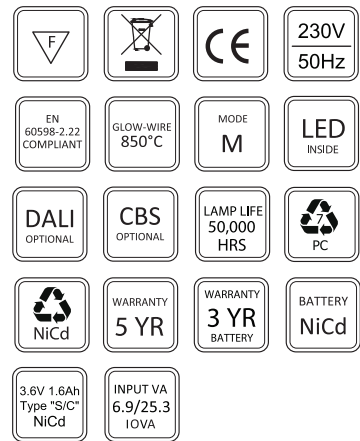 F
CE
230V
50Hz
EN
60598-2.22
COMPLIANT
GLOW-WIRE
850°C
MODE
M
LED
INSIDE
DALI
OPTIONAL
CBS
OPTIONAL
LAMP LIFE
50,000
HRS
7
PC
NiCd
WARRANTY
5 YR
WARRANTY
3 YR
BATTERY
BATTERY
NiCd
3.6V 1.6Ah
Type "S/C"
NiCd
INPUT VA
6.9/25.3
IOVA